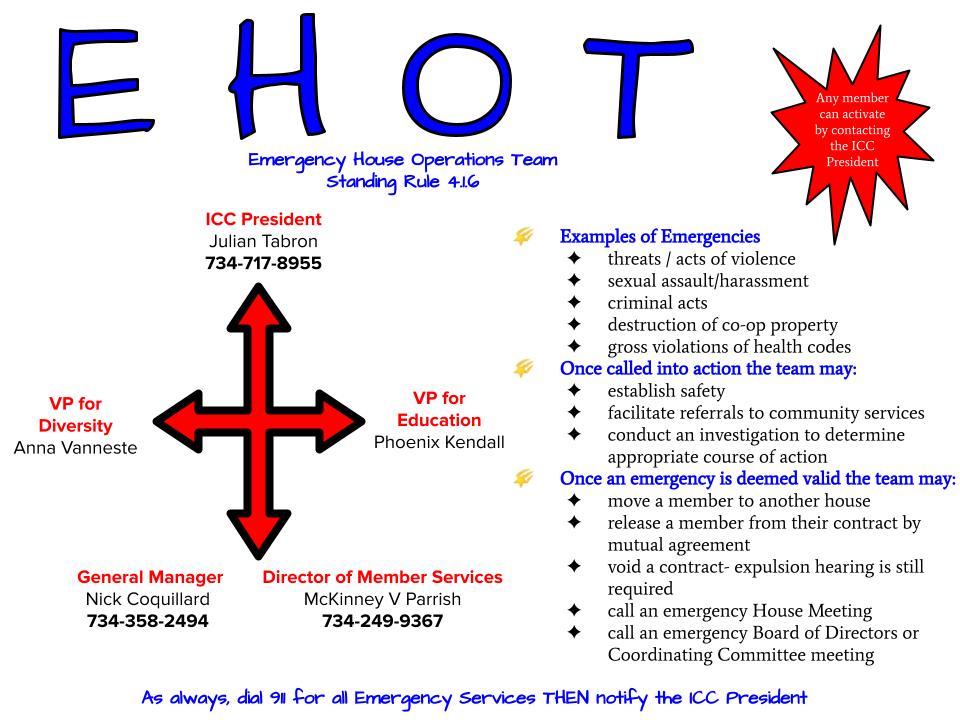 E H O T
Emergency House Operations Team
Standing Rule 4.1.6
Any member
can activate
by contacting
the ICC
President
ICC President
Julian Tabron
734-717-8955
VP for
Diversity
Anna Vanneste
VP for
Education
Phoenix Kendall
General Manager
Nick Coquillard
734-358-2494
Director of Member Services
McKinney V Parrish
734-249-9367
Examples of Emergencies
✦ threats / acts of violence
✦ sexual assault/harassment
✦ criminal acts
✦ destruction of co-op property
✦ gross violations of health codes
Once called into action the team may:
✦ establish safety
✦ facilitate referrals to community services
✦ conduct an investigation to determine
appropriate course of action
Once an emergency is deemed valid the team may:
✦ move a member to another house
✦ release a member from their contract by
mutual agreement
✦ void a contract- expulsion hearing is still
required
✦ call an emergency House Meeting
✦ call an emergency Board of Directors or
Coordinating Committee meeting
As always, dial 911 for all Emergency Services THEN notify the ICC President